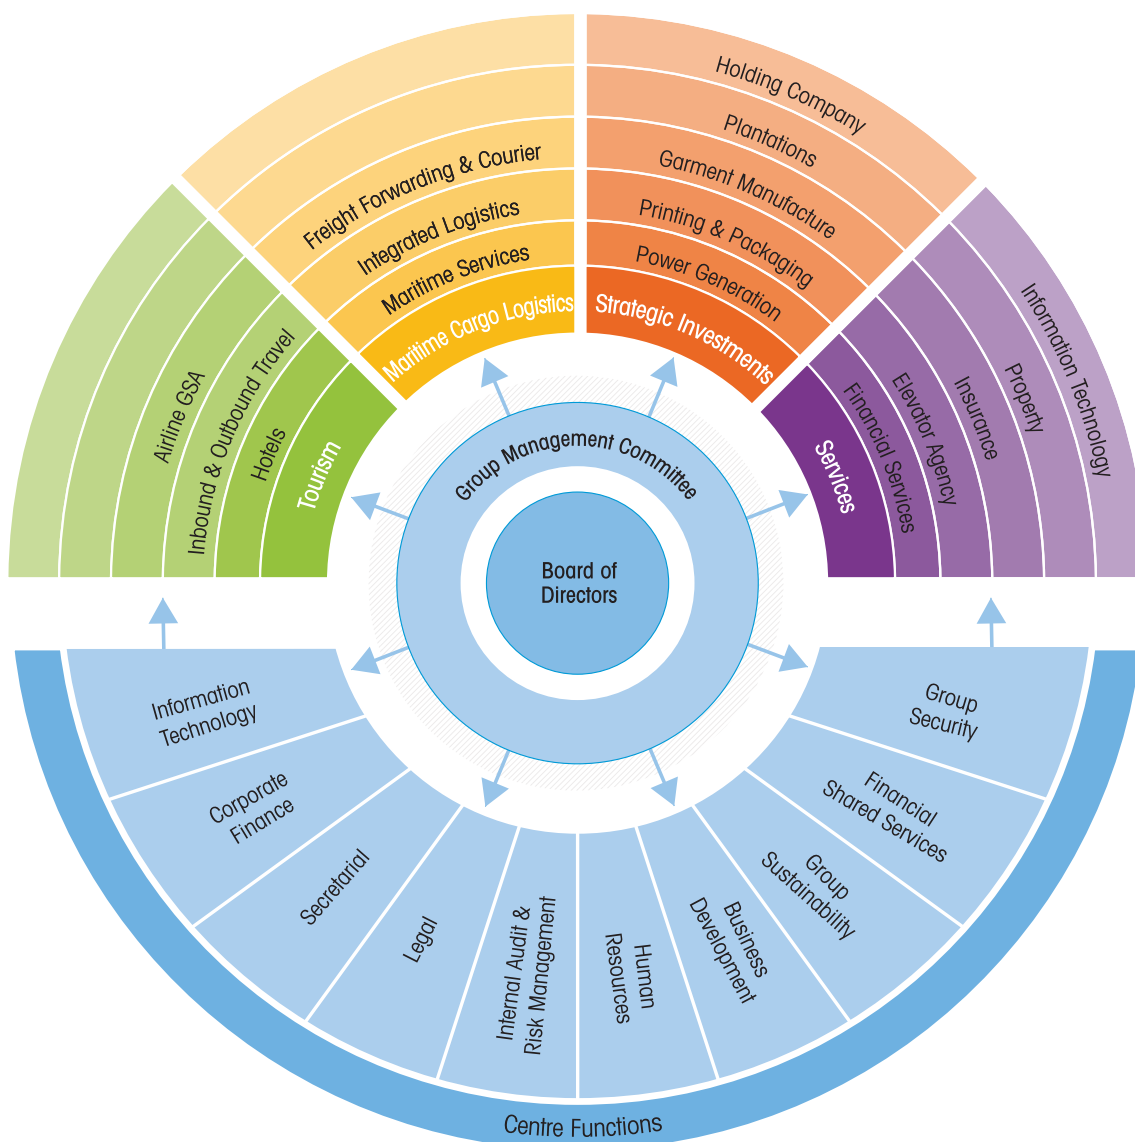 Holding Company
Plantations
Garment Manufacture
Printing & Packaging
Power Generation
Strategic Investments
Freight Forwarding & Courier
Integrated Logistics
Maritime Services
Maritime Cargo Logistics
Airline GSA
Inbound & Outbound Travel
Hotels
Tourism
Services
Financial Services
Elevator Agency
Insurance
Property
Information Technology
Group Management Committee
Board of
Directors
Information
Technology
Corporate
Finance
Secretarial
Legal
Internal Audit &
Risk Management
Human
Resources
Business
Development
Group
Sustainability
Financial
Shared Services
Group
Security
Centre Functions